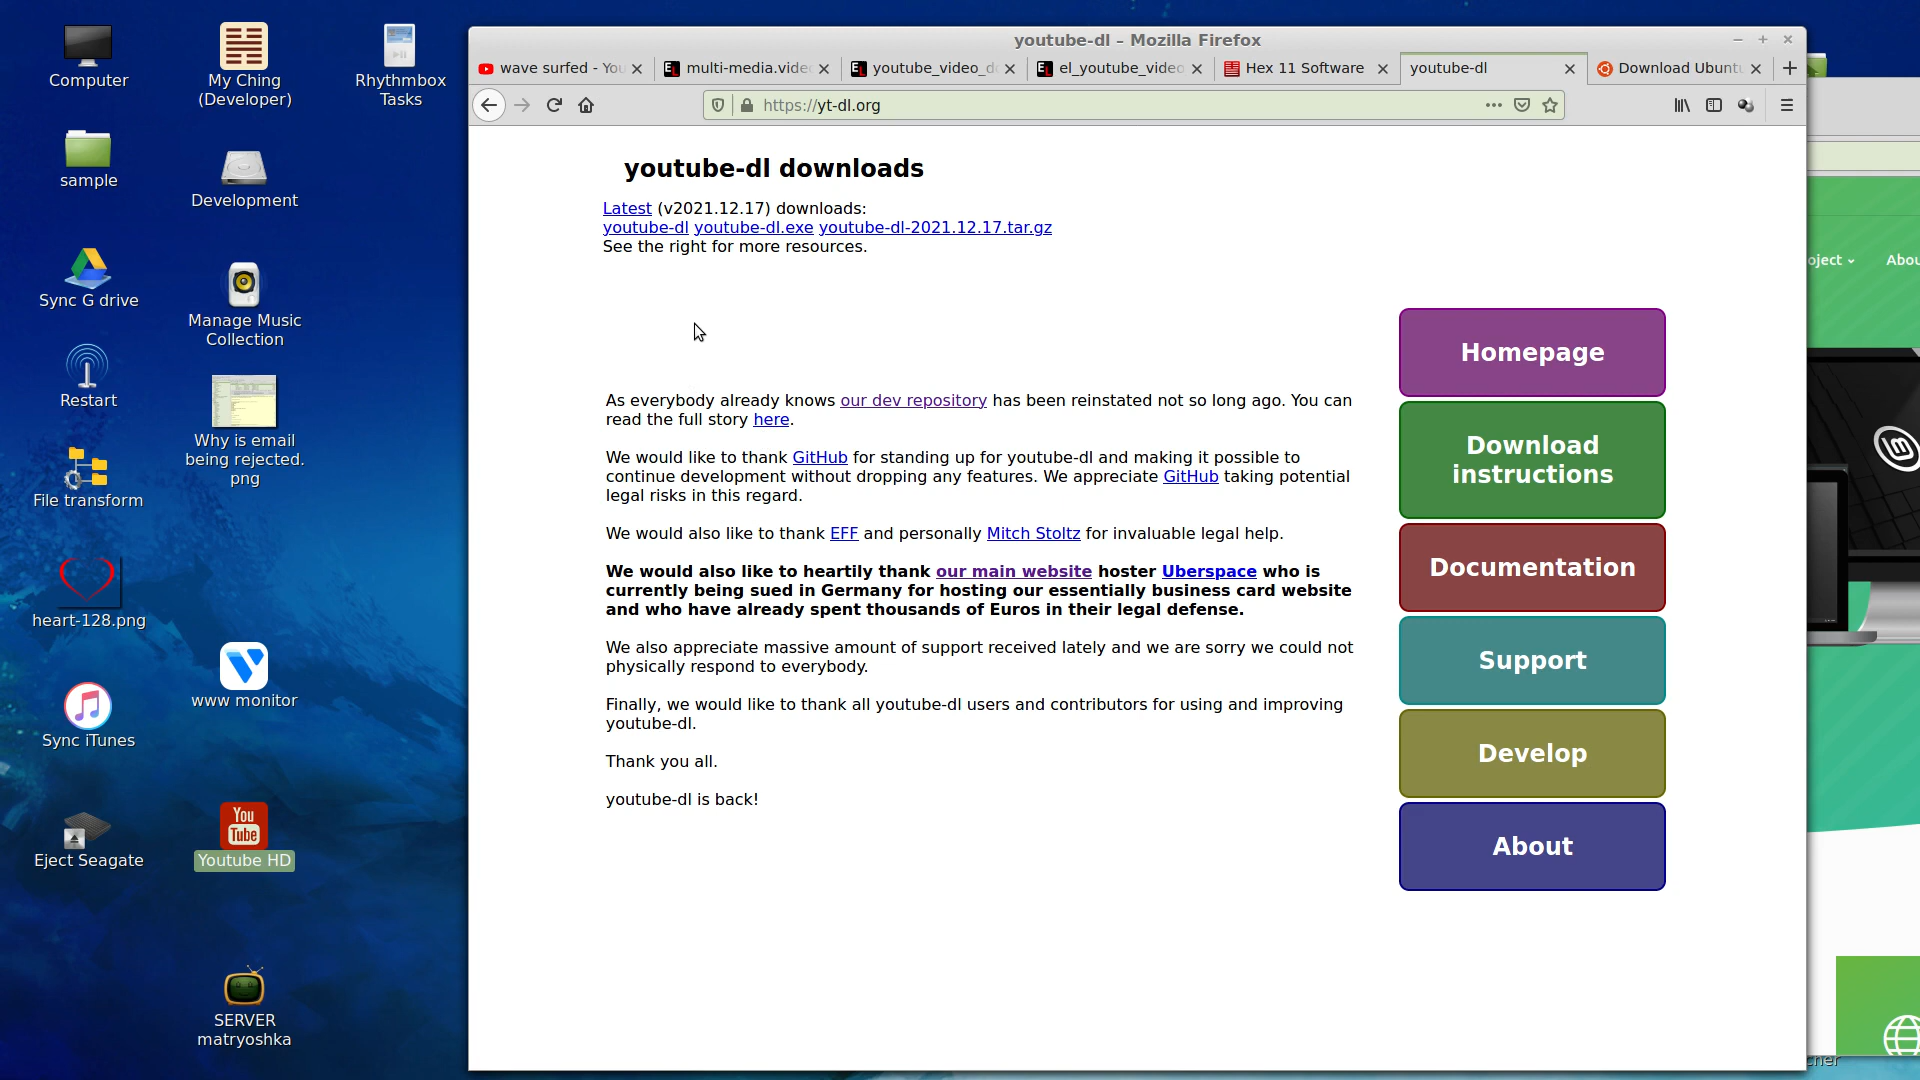 Computer
My Ching
(Developer)
Rhythmbox
Tasks
sample
Development
Sync G drive
Manage Music
Collection
Restart
Why is email
being rejected.
png
File transform
heart-128.png
www monitor
Sync iTunes
You
Tube
Youtube HD
Eject Seagate
SERVER
matryoshka
youtube-dl – Mozilla Firefox
wave surfed - You
EL multi-media.vide
EL youtube_video_d
EL el_youtube_video
Hex 11 Software
youtube-dl
Download Ubunt
https://yt-dl.org
youtube-dl downloads
Latest (v2021.12.17) downloads:
youtube-dl youtube-dl.exe youtube-dl-2021.12.17.tar.gz
See the right for more resources.
As everybody already knows our dev repository has been reinstated not so long ago. You can
read the full story here.
We would like to thank GitHub for standing up for youtube-dl and making it possible to
continue development without dropping any features. We appreciate GitHub taking potential
legal risks in this regard.
We would also like to thank EFF and personally Mitch Stoltz for invaluable legal help.
We would also like to heartily thank our main website hoster Uberspace who is
currently being sued in Germany for hosting our essentially business card website
and who have already spent thousands of Euros in their legal defense.
We also appreciate massive amount of support received lately and we are sorry we could not
physically respond to everybody.
Finally, we would like to thank all youtube-dl users and contributors for using and improving
youtube-dl.
Thank you all.
youtube-dl is back!
Homepage
Download
instructions
Documentation
Support
Develop
About
oject
Abou
cher